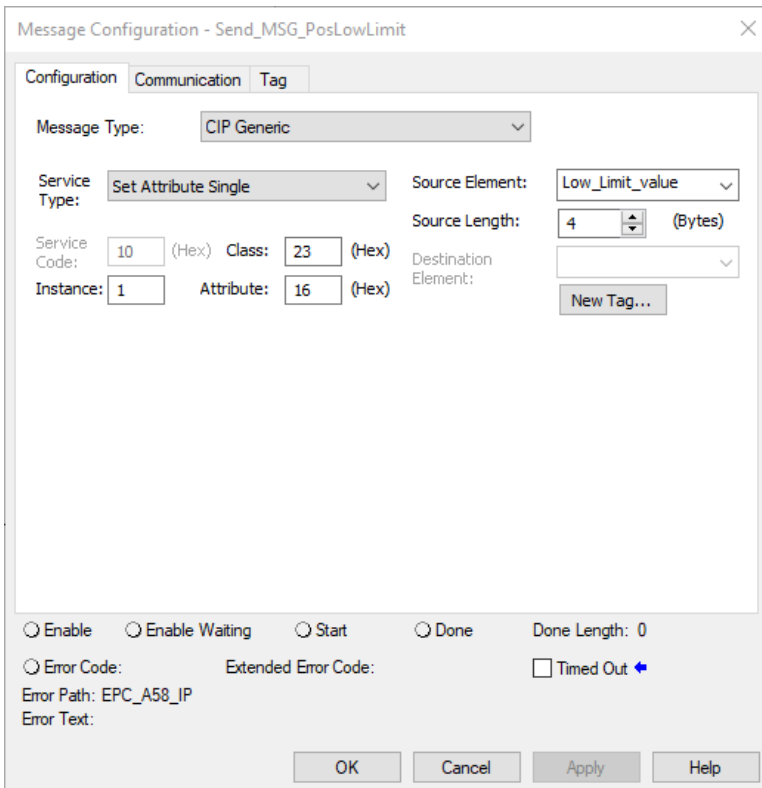 Message Configuration - Send_MSG_PosLowLimit
Configuration Communication Tag
Message Type: CIP Generic
Service Type: Set Attribute Single
Source Element: Low_Limit_value
Source Length: 4 (Bytes)
Service Code: 10 (Hex) Class: 23 (Hex)
Destination Element:
Instance: 1 Attribute: 16 (Hex)
New Tag...
Enable Enable Waiting Start Done Done Length: 0
Error Code: Extended Error Code: Timed Out
Error Path: EPC_A58_IP
Error Text:
OK Cancel Apply Help